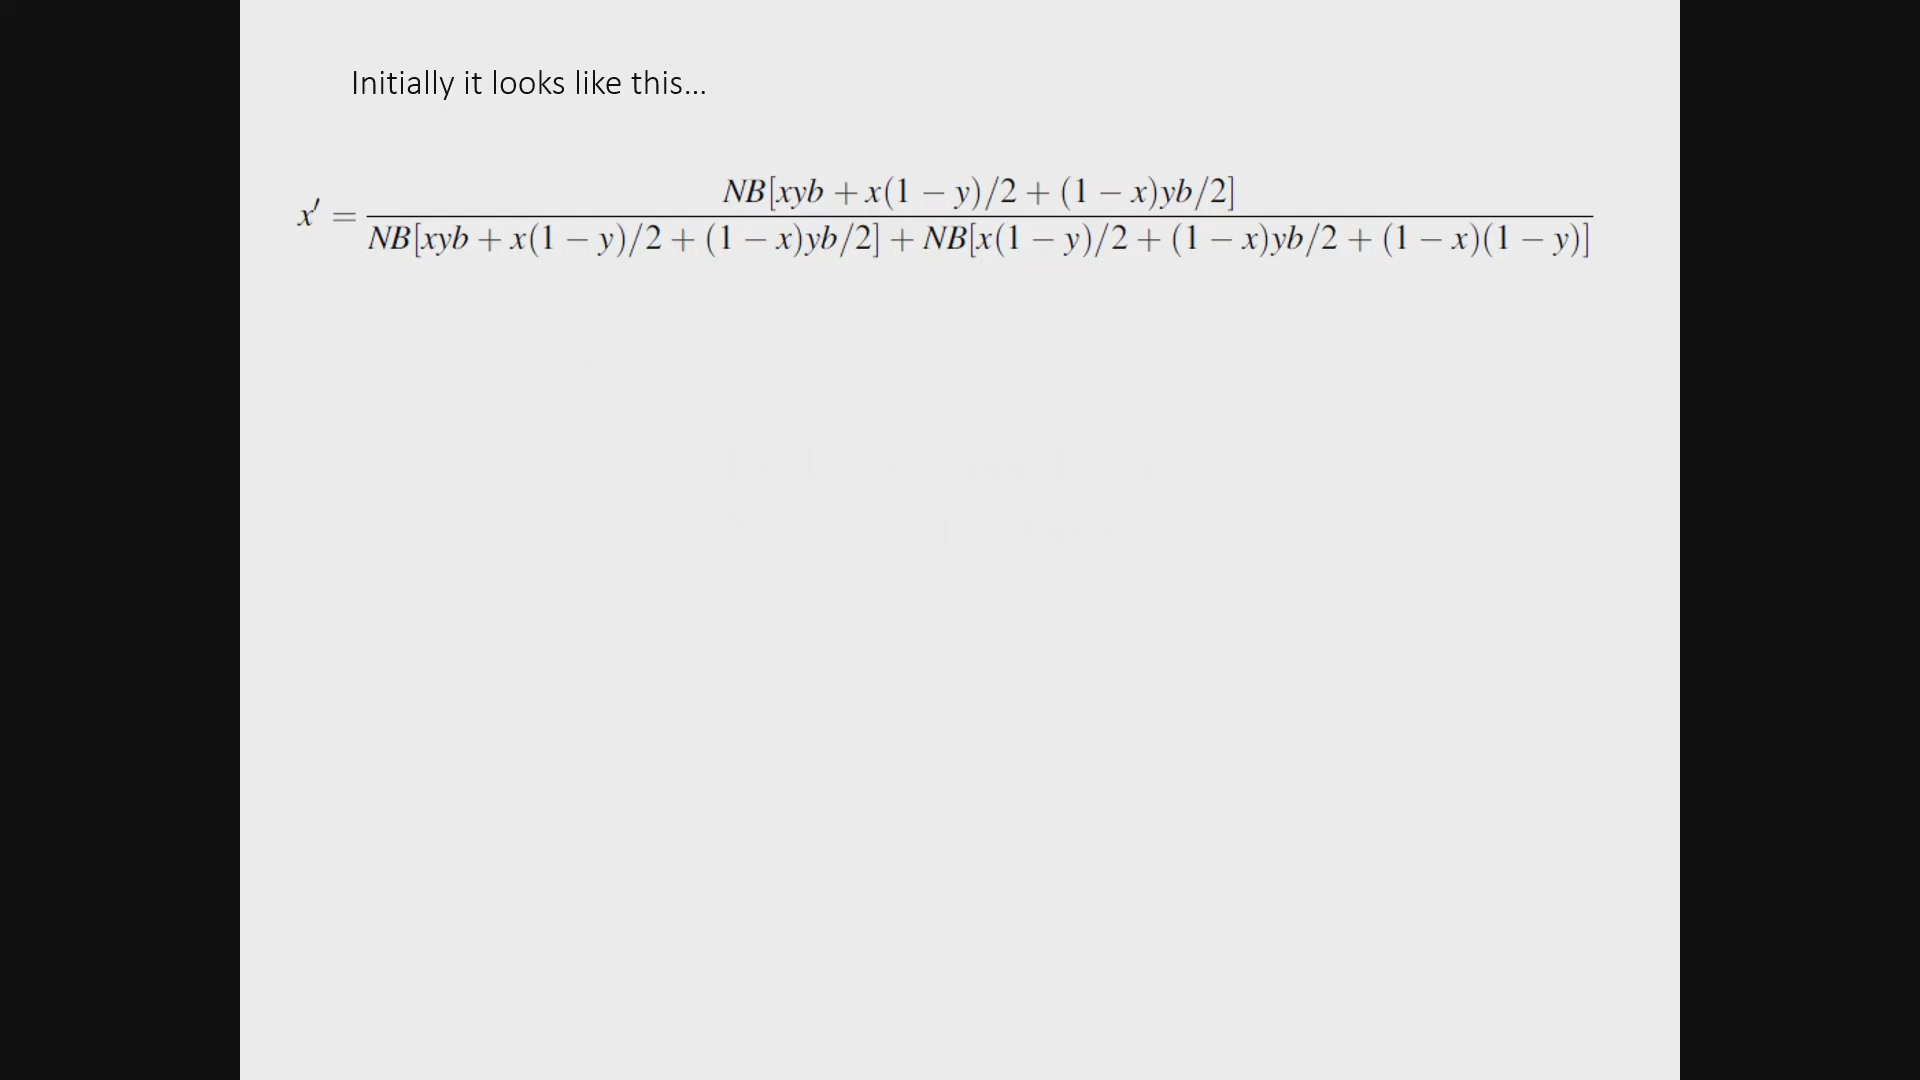 Initially it looks like this...
NB[xyb + x(1 − y)/2 + (1 − x)yb/2]
x′ =
NB[xyb + x(1 − y)/2 + (1 − x)yb/2] + NB[x(1 − y)/2 + (1 − x)yb/2 + (1 − x)(1 − y)]